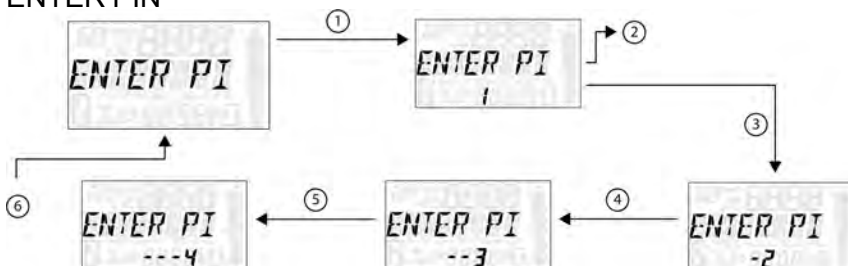 ENTER PIN
①
②
ENTER PI
ENTER PI
1
③
⑥
⑤
④
ENTER PI
---4
ENTER PI
--3
ENTER PI
-2